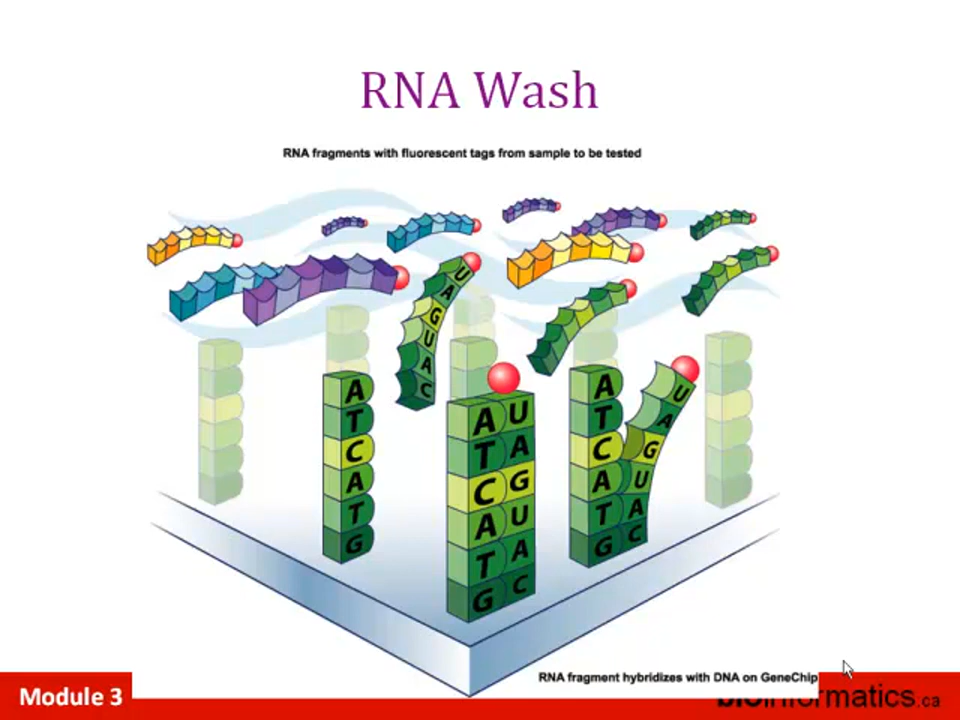 RNA Wash
RNA fragments with fluorescent tags from sample to be tested
U
A
G
U
A
C
A
T
C
A
T
G
A U
T A
C G
A U
T A
G C
A U
T A
C G
A U
T A
G C
RNA fragment hybridizes with DNA on GeneChip
Module 3
bioinformatics.ca